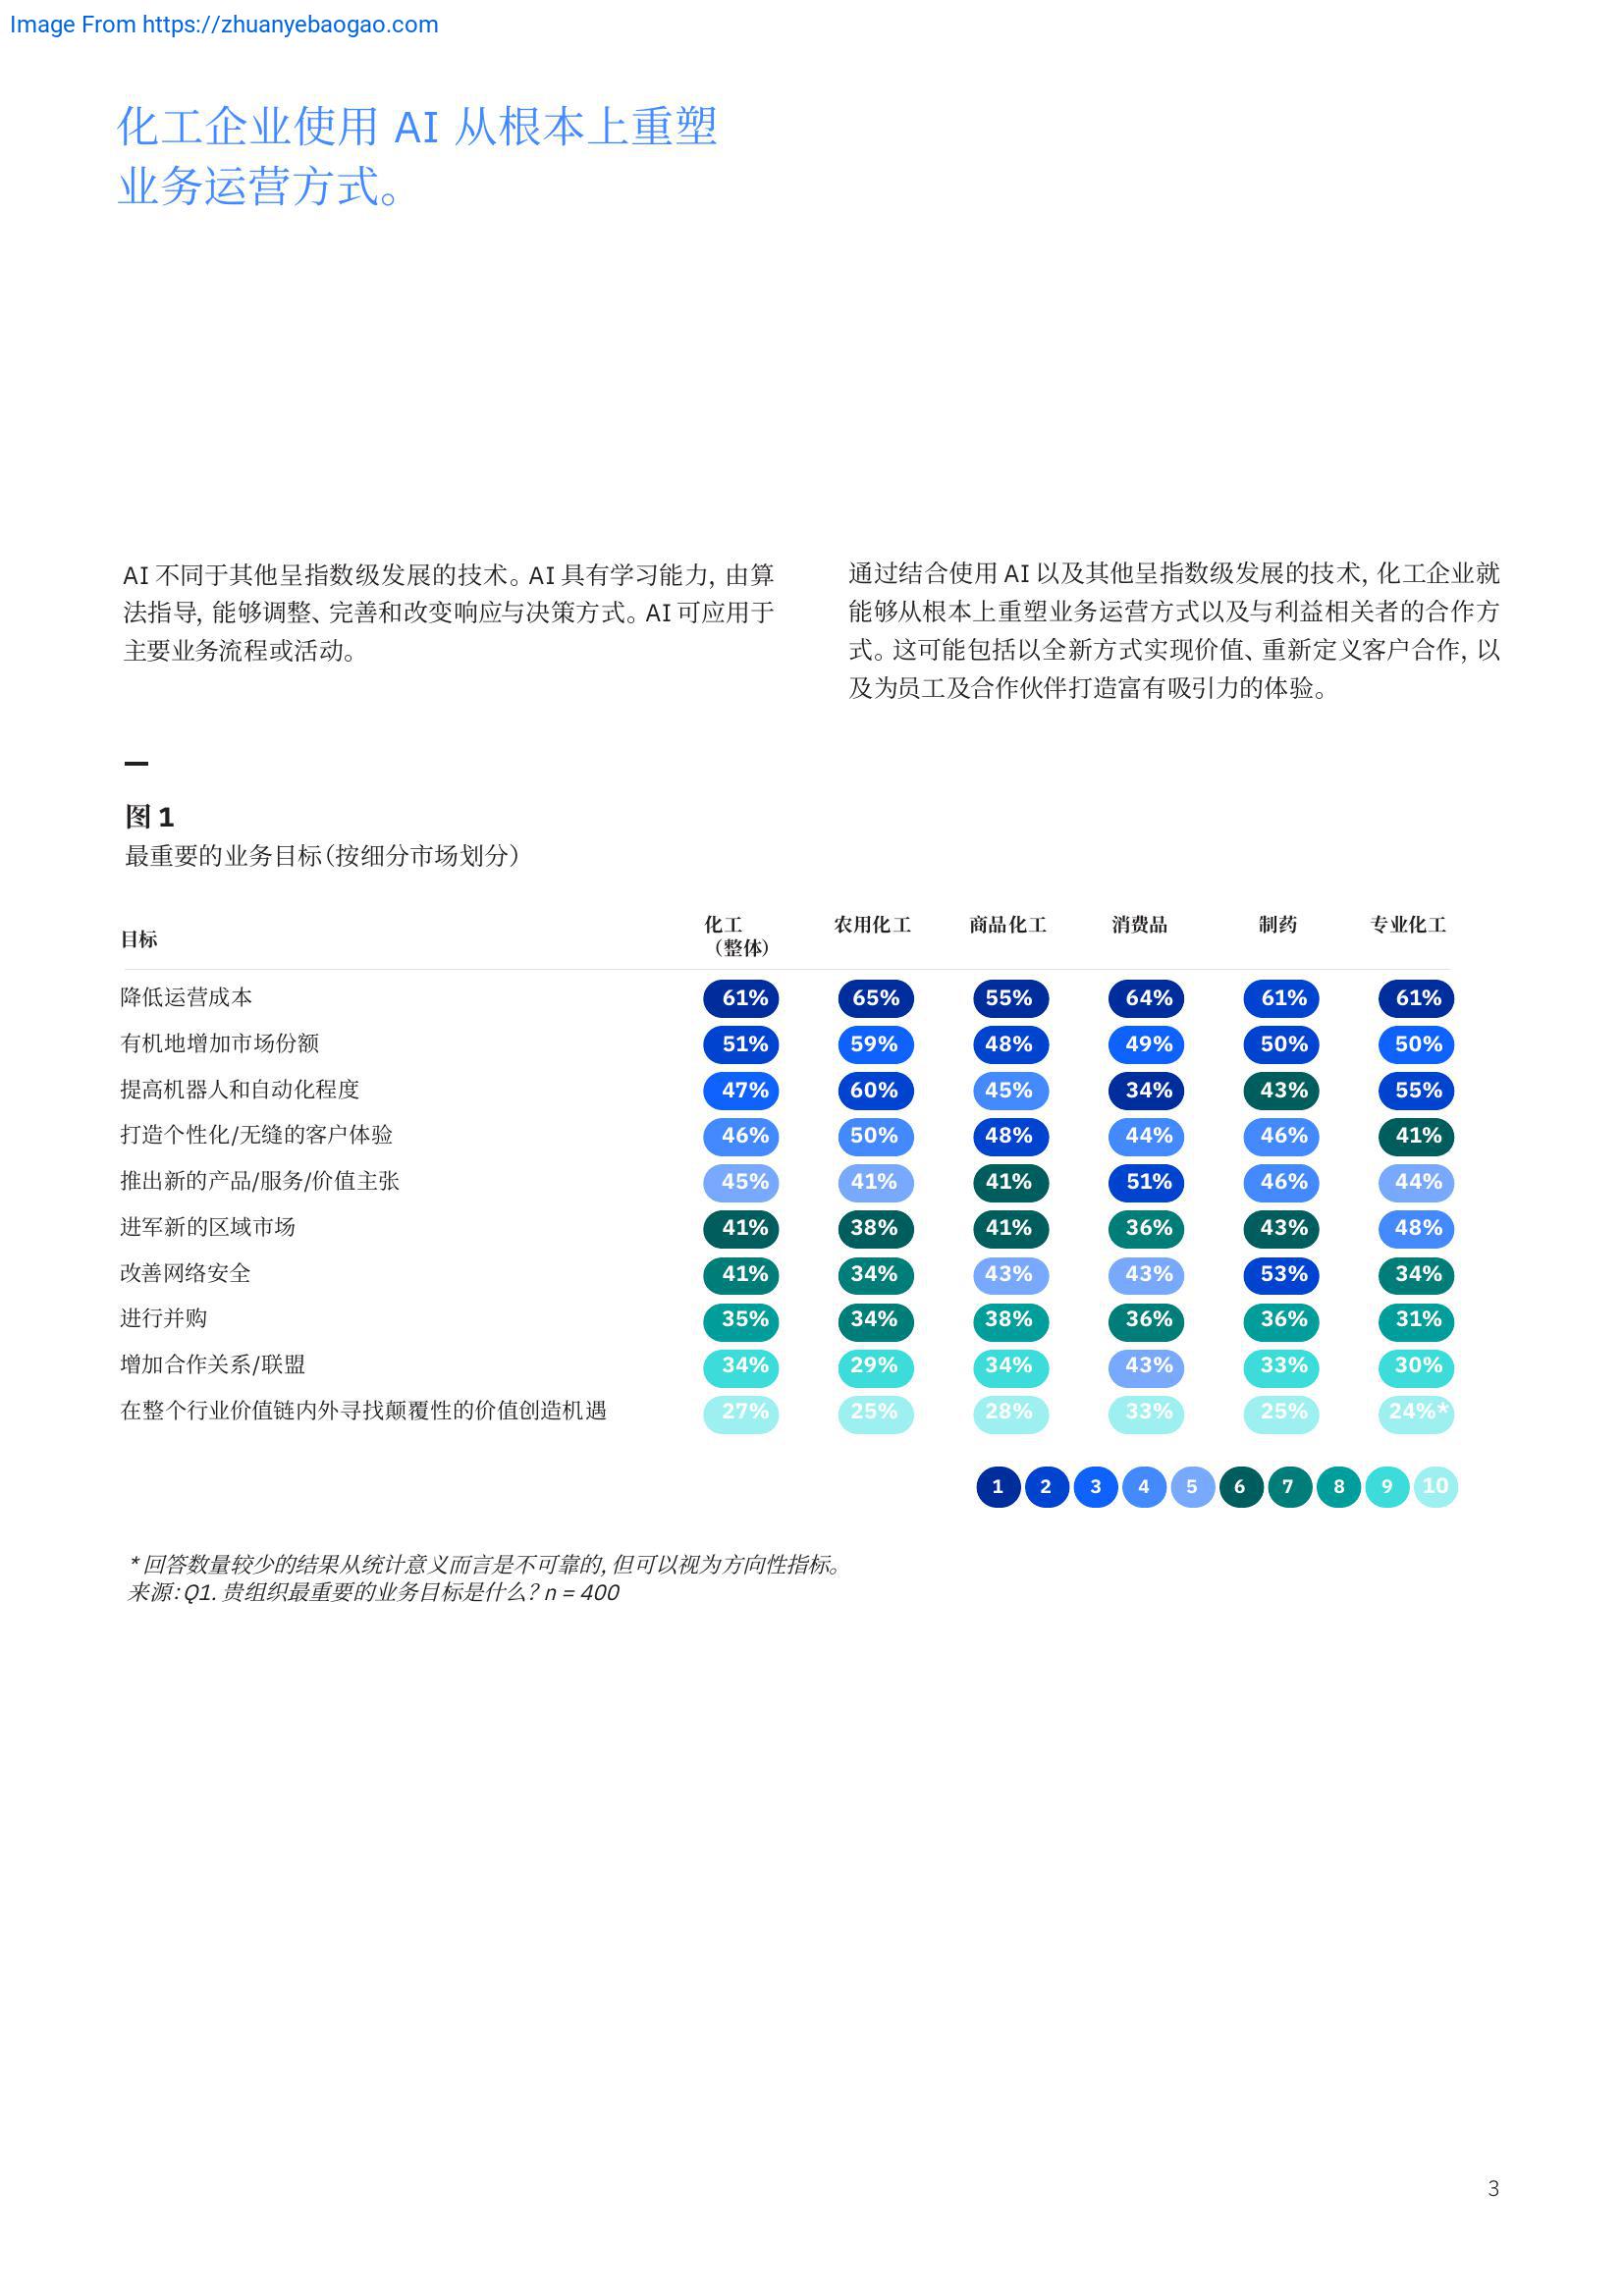 Image From https://zhuanyebaogao.com
化工企业使用 AI 从根本上重塑
业务运营方式。
AI 不同于其他呈指数级发展的技术。AI 具有学习能力，由算
法指导，能够调整、完善和改变响应与决策方式。AI 可应用于
主要业务流程或活动。
通过结合使用 AI 以及其他呈指数级发展的技术，化工企业就
能够从根本上重塑业务运营方式以及与利益相关者的合作方
式。这可能包括以全新方式实现价值、重新定义客户合作，以
及为员工及合作伙伴打造富有吸引力的体验。
图 1
最重要的业务目标（按细分市场划分）
目标 化工（整体） 农用化工 商品化工 消费品 制药 专业化工
降低运营成本 61% 65% 55% 64% 61% 61%
有机地增加市场份额 51% 59% 48% 49% 50% 50%
提高机器人和自动化程度 47% 60% 45% 34% 43% 55%
打造个性化/无缝的客户体验 46% 50% 48% 44% 46% 41%
推出新的产品/服务/价值主张 45% 41% 41% 51% 46% 44%
进军新的区域市场 41% 38% 41% 36% 43% 48%
改善网络安全 41% 34% 43% 43% 53% 34%
进行并购 35% 34% 38% 36% 36% 31%
增加合作关系/联盟 34% 29% 34% 43% 33% 30%
在整个行业价值链内外寻找颠覆性的价值创造机遇 27% 25% 28% 33% 25% 24%*
1 2 3 4 5 6 7 8 9 10
* 回答数量较少的结果从统计意义而言是不可靠的，但可以视为方向性指标。
来源：Q1. 贵组织最重要的业务目标是什么？n = 400
3